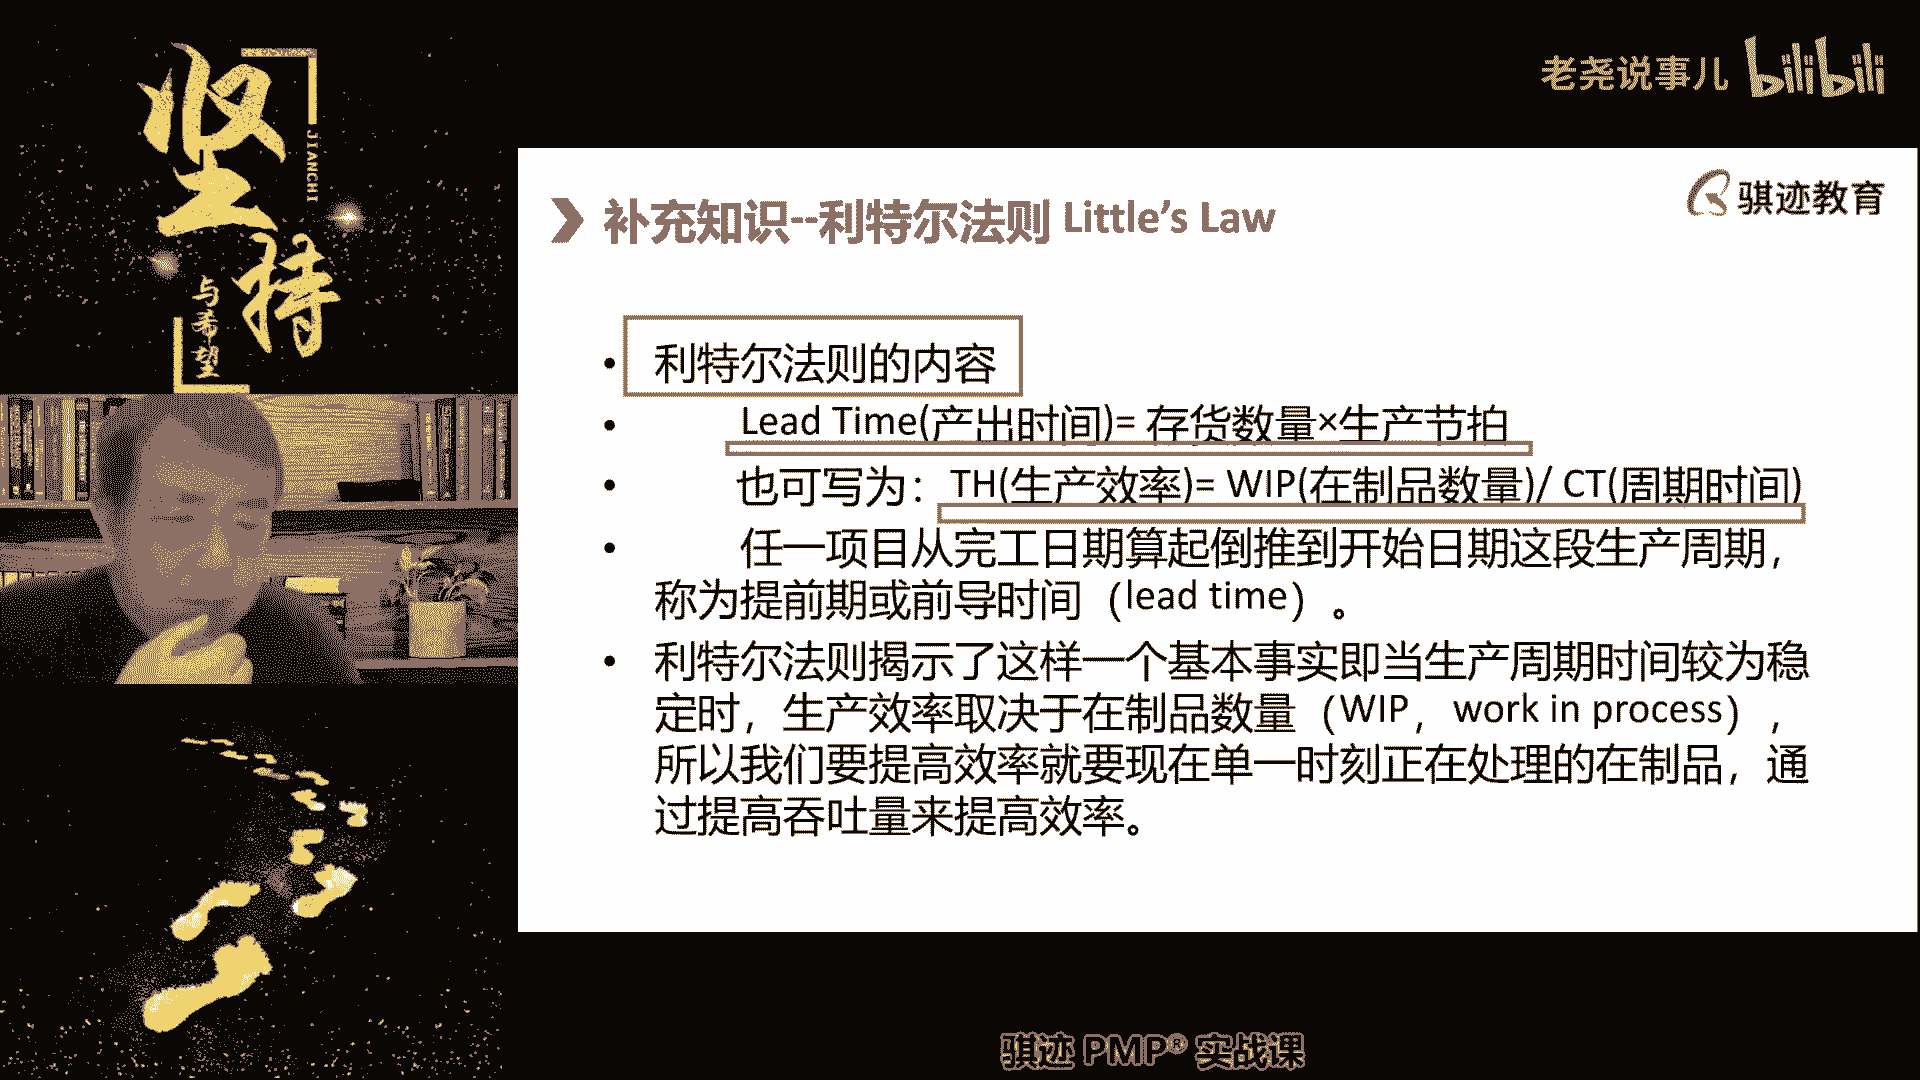 坚持
JIANCHI
与希望
老尧说事儿 bilibili
骐迹教育
补充知识--利特尔法则 Little's Law
• 利特尔法则的内容
• Lead Time(产出时间)= 存货数量×生产节拍
• 也可写为：TH(生产效率)= WIP(在制品数量)/ CT(周期时间)
• 任一项目从完工日期算起倒推到开始日期这段生产周期，
称为提前期或前导时间（lead time）。
• 利特尔法则揭示了这样一个基本事实即当生产周期时间较为稳
定时，生产效率取决于在制品数量（WIP，work in process），
所以我们要提高效率就要现在单一时刻正在处理的在制品，通
过提高吞吐量来提高效率。
骐迹 PMP® 实战课